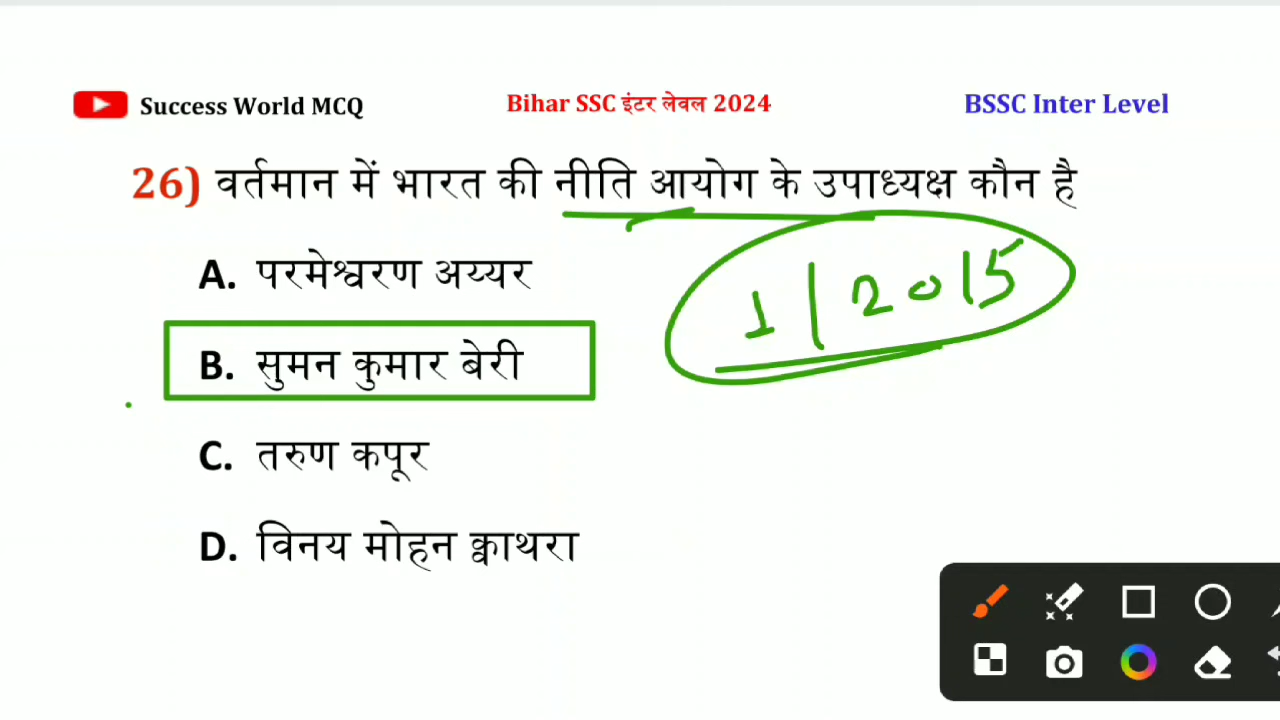 Success World MCQ
Bihar SSC इंटर लेवल 2024
BSSC Inter Level
26) वर्तमान में भारत की नीति आयोग के उपाध्यक्ष कौन है
A. परमेश्वरण अय्यर
1 | 2015
B. सुमन कुमार बेरी
C. तरुण कपूर
D. विनय मोहन क्वाथरा